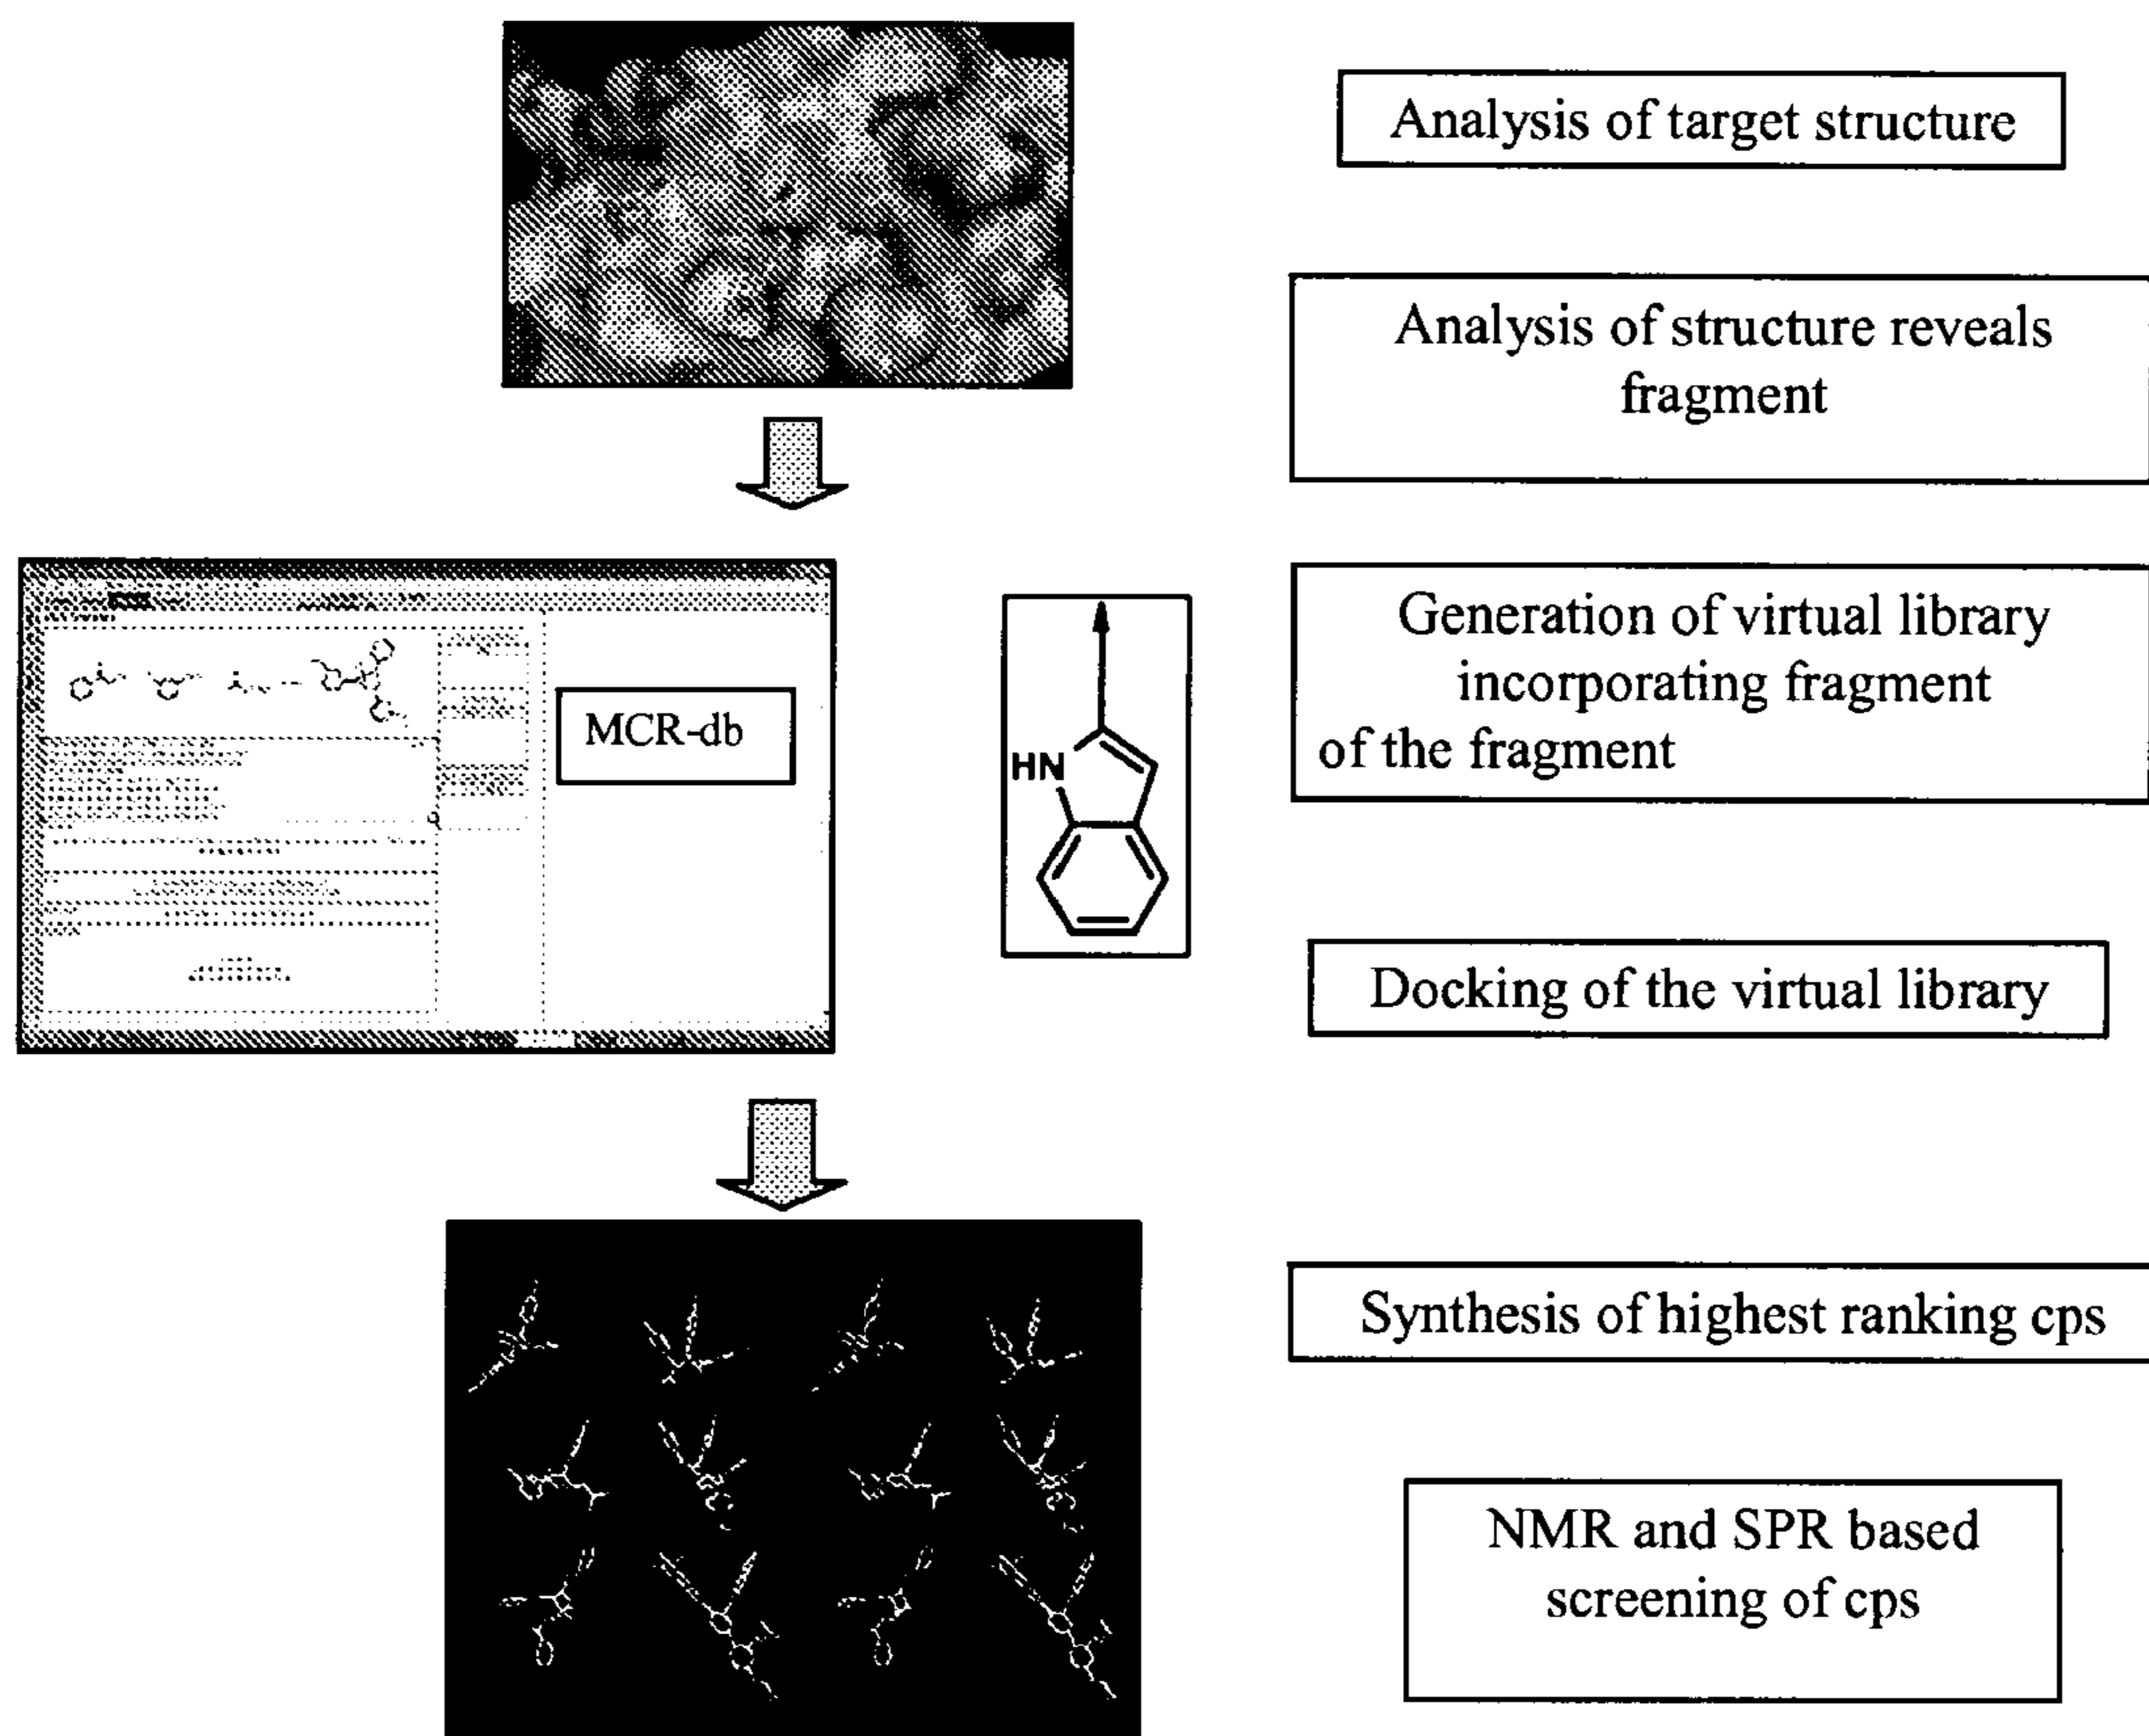 Analysis of target structure
Analysis of structure reveals
fragment
MCR-db
HN
Generation of virtual library
incorporating fragment
of the fragment
Docking of the virtual library
Synthesis of highest ranking cps
NMR and SPR based
screening of cps